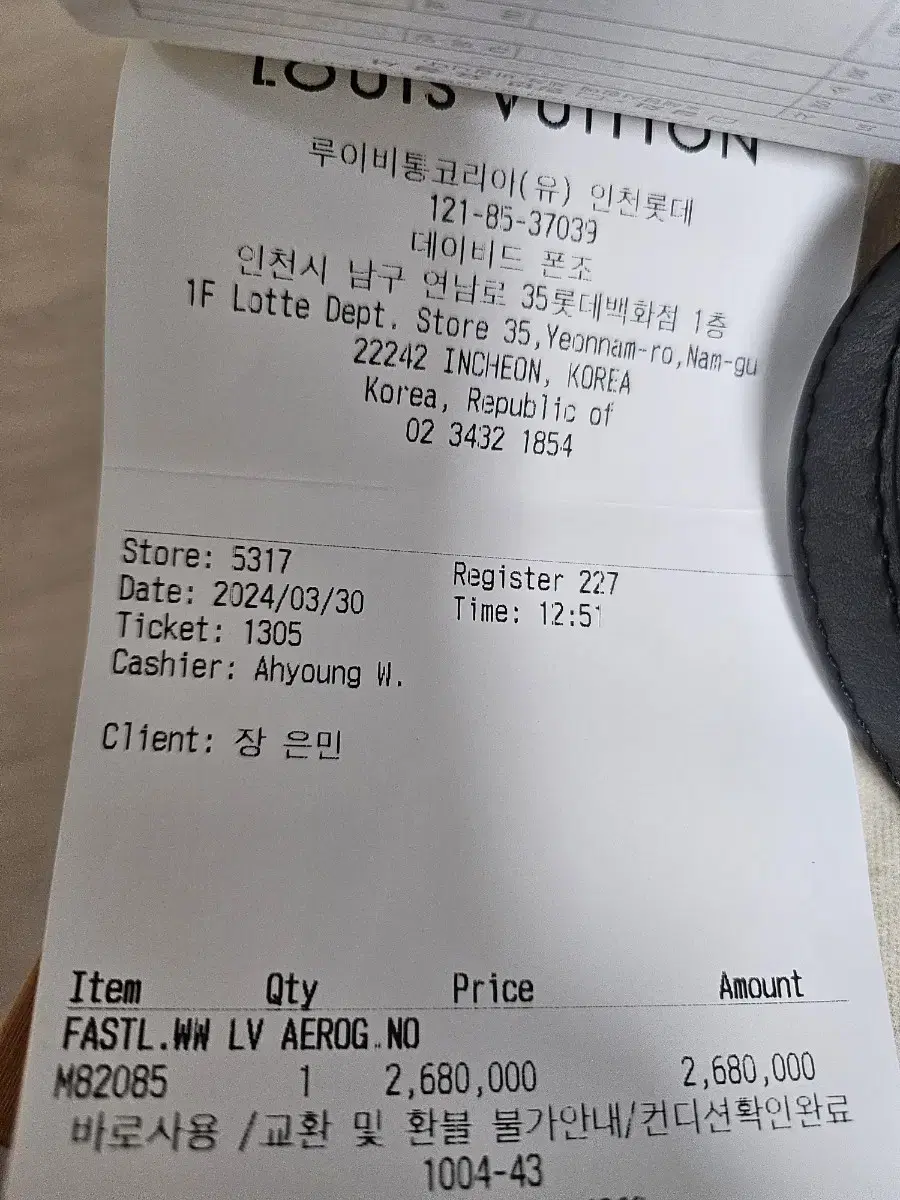 LOUIS VUITTON
루이비통코리아(유) 인천롯데
121-85-37039
데이비드 폰조
인천시 남구 연남로 35롯데백화점 1층
1F Lotte Dept. Store 35,Yeonnam-ro,Nam-gu
22242 INCHEON, KOREA
Korea, Republic of
02 3432 1854
Store: 5317 Register 227
Date: 2024/03/30 Time: 12:51
Ticket: 1305
Cashier: Ahyoung W.
Client: 장 은민
Item Qty Price Amount
FASTL.WW LV AEROG.NO
M82085 1 2,680,000 2,680,000
바로사용 /교환 및 환불 불가안내/컨디션확인완료
1004-43